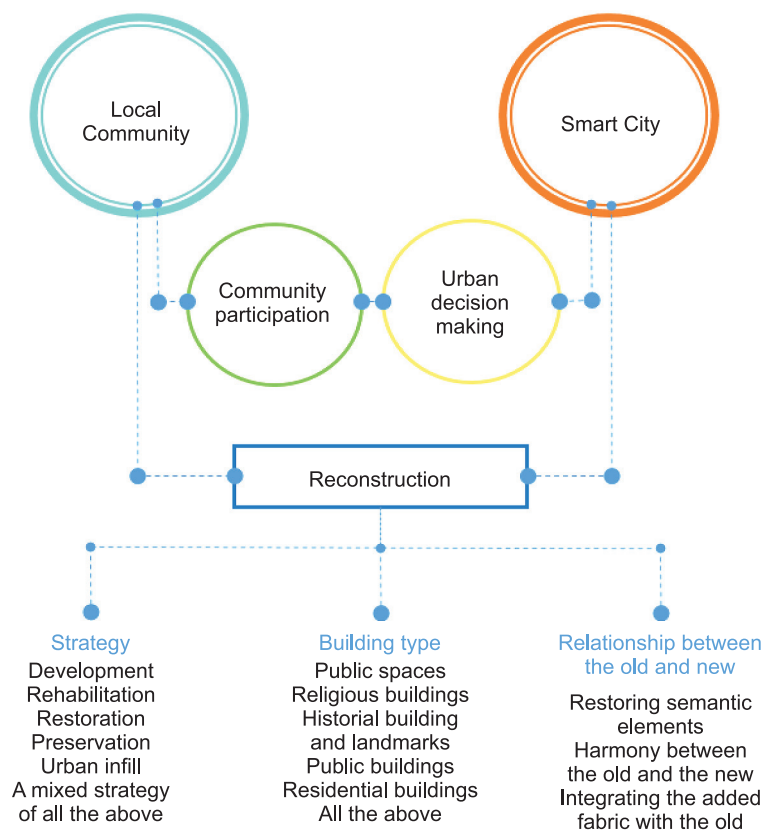 Local
Community
Smart City
Community
participation
Urban
decision
making
Reconstruction
Strategy
Development
Rehabilitation
Restoration
Preservation
Urban infill
A mixed strategy
of all the above
Building type
Public spaces
Religious buildings
Historial building
and landmarks
Public buildings
Residential buildings
All the above
Relationship between
the old and new
Restoring semantic
elements
Harmony between
the old and the new
Integrating the added
fabric with the old